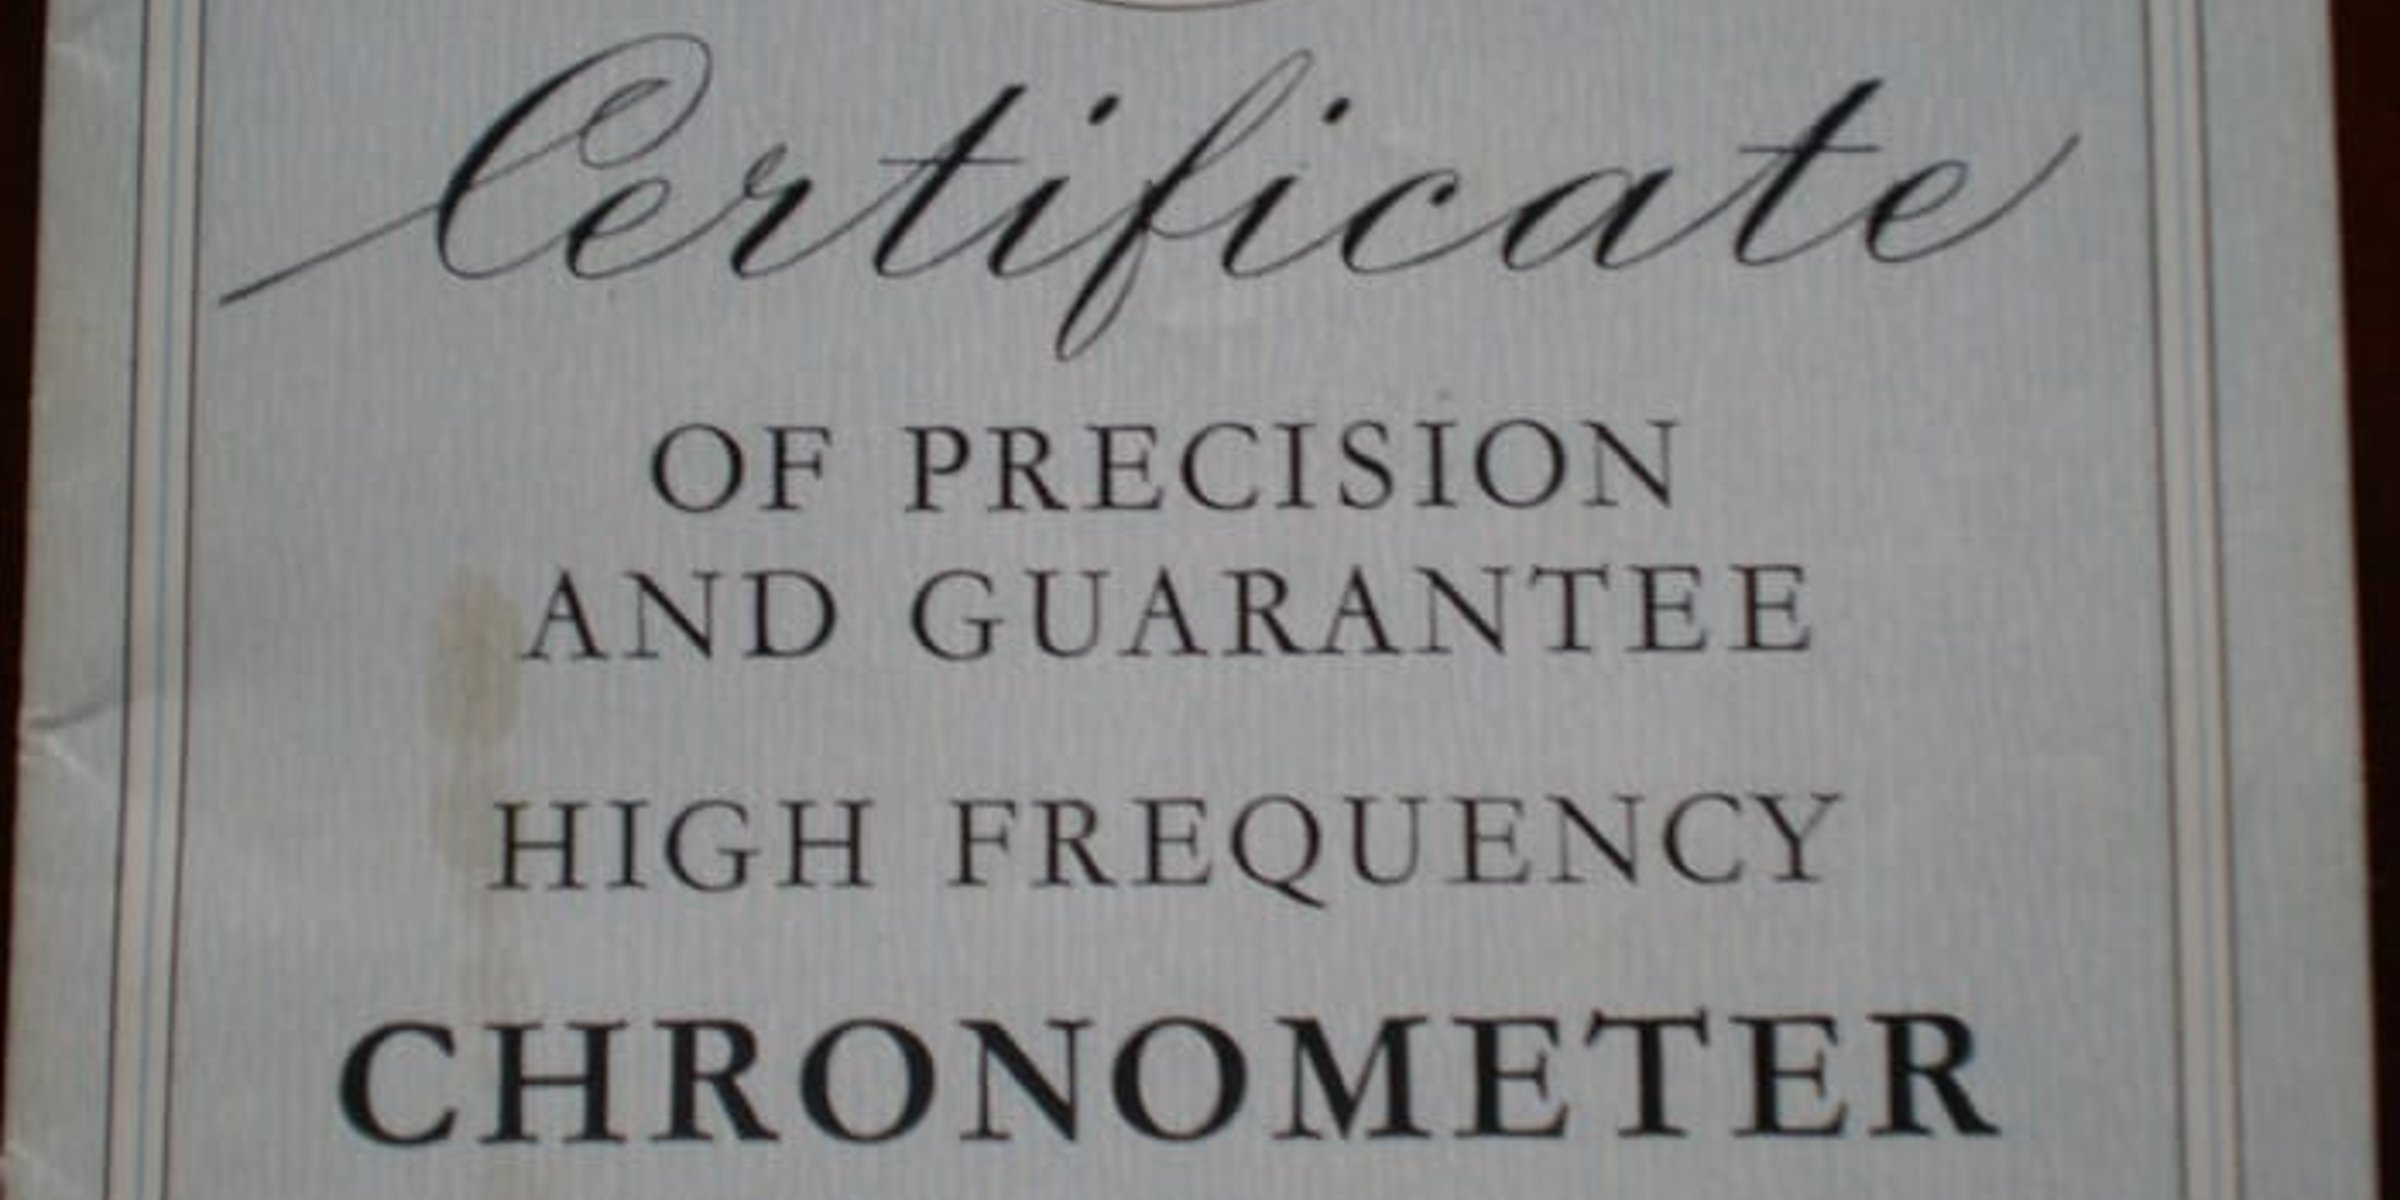 Certificate
OF PRECISION
AND GUARANTEE
HIGH FREQUENCY
CHRONOMETER